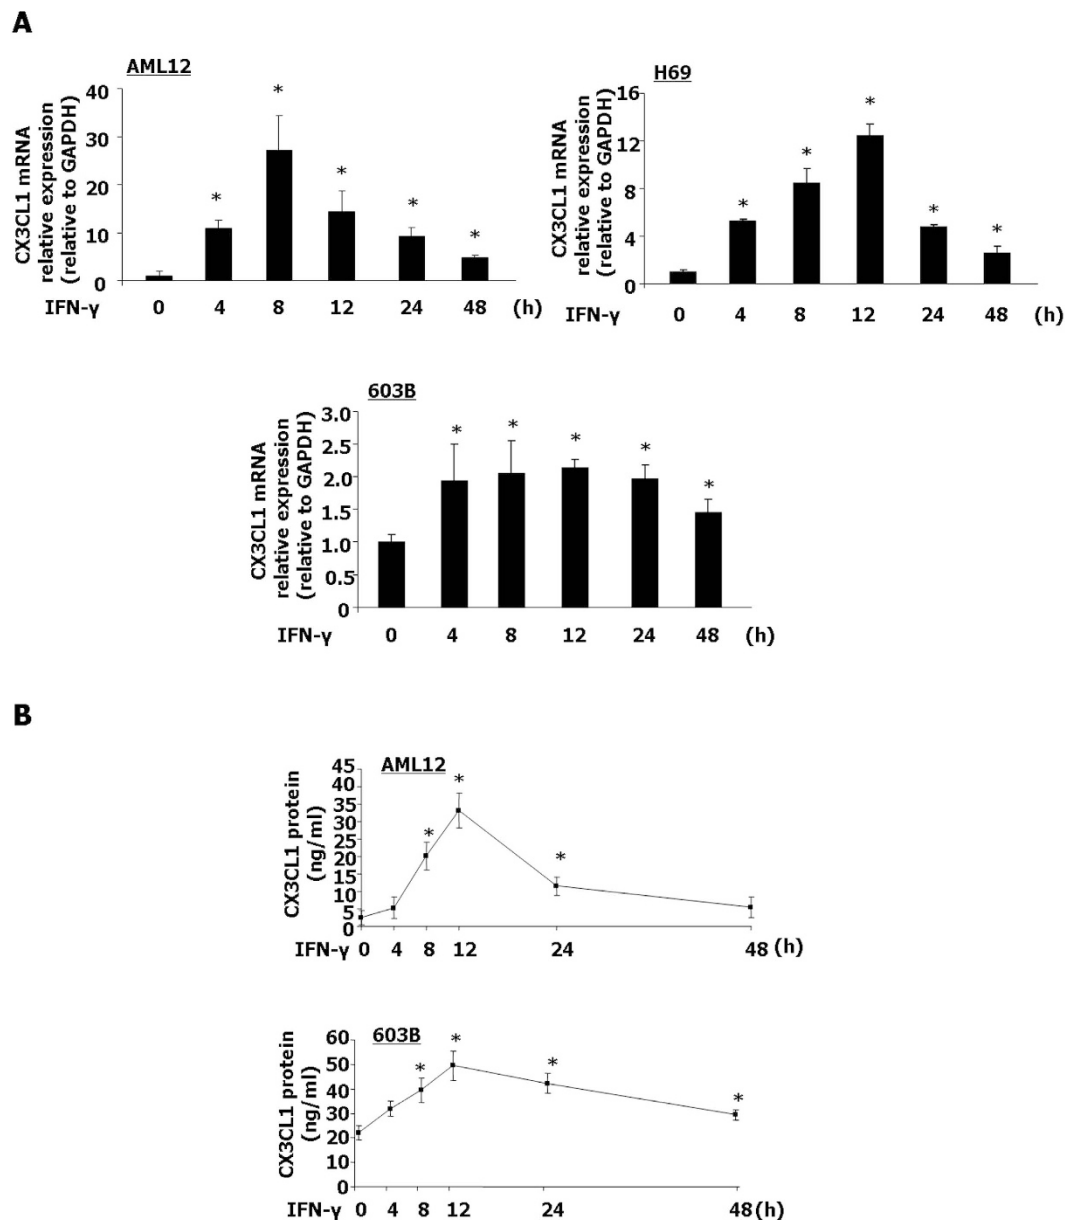 A
AML12
CX3CL1 mRNA
relative expression
(relative to GAPDH)
40
30
20
10
0
*
*
*
*
*
IFN-γ 0 4 8 12 24 48 (h)
H69
CX3CL1 mRNA
relative expression
(relative to GAPDH)
16
12
8
4
0
*
*
*
*
*
IFN-γ 0 4 8 12 24 48 (h)
603B
CX3CL1 mRNA
relative expression
(relative to GAPDH)
3.0
2.5
2.0
1.5
1.0
0.5
0
*
*
*
*
*
IFN-γ 0 4 8 12 24 48 (h)
B
AML12
CX3CL1 protein
(ng/ml)
45
40
35
30
25
20
15
10
5
0
*
*
*
IFN-γ 0 4 8 12 24 48 (h)
603B
CX3CL1 protein
(ng/ml)
60
50
40
30
20
10
0
*
*
*
*
IFN-γ 0 4 8 12 24 48 (h)